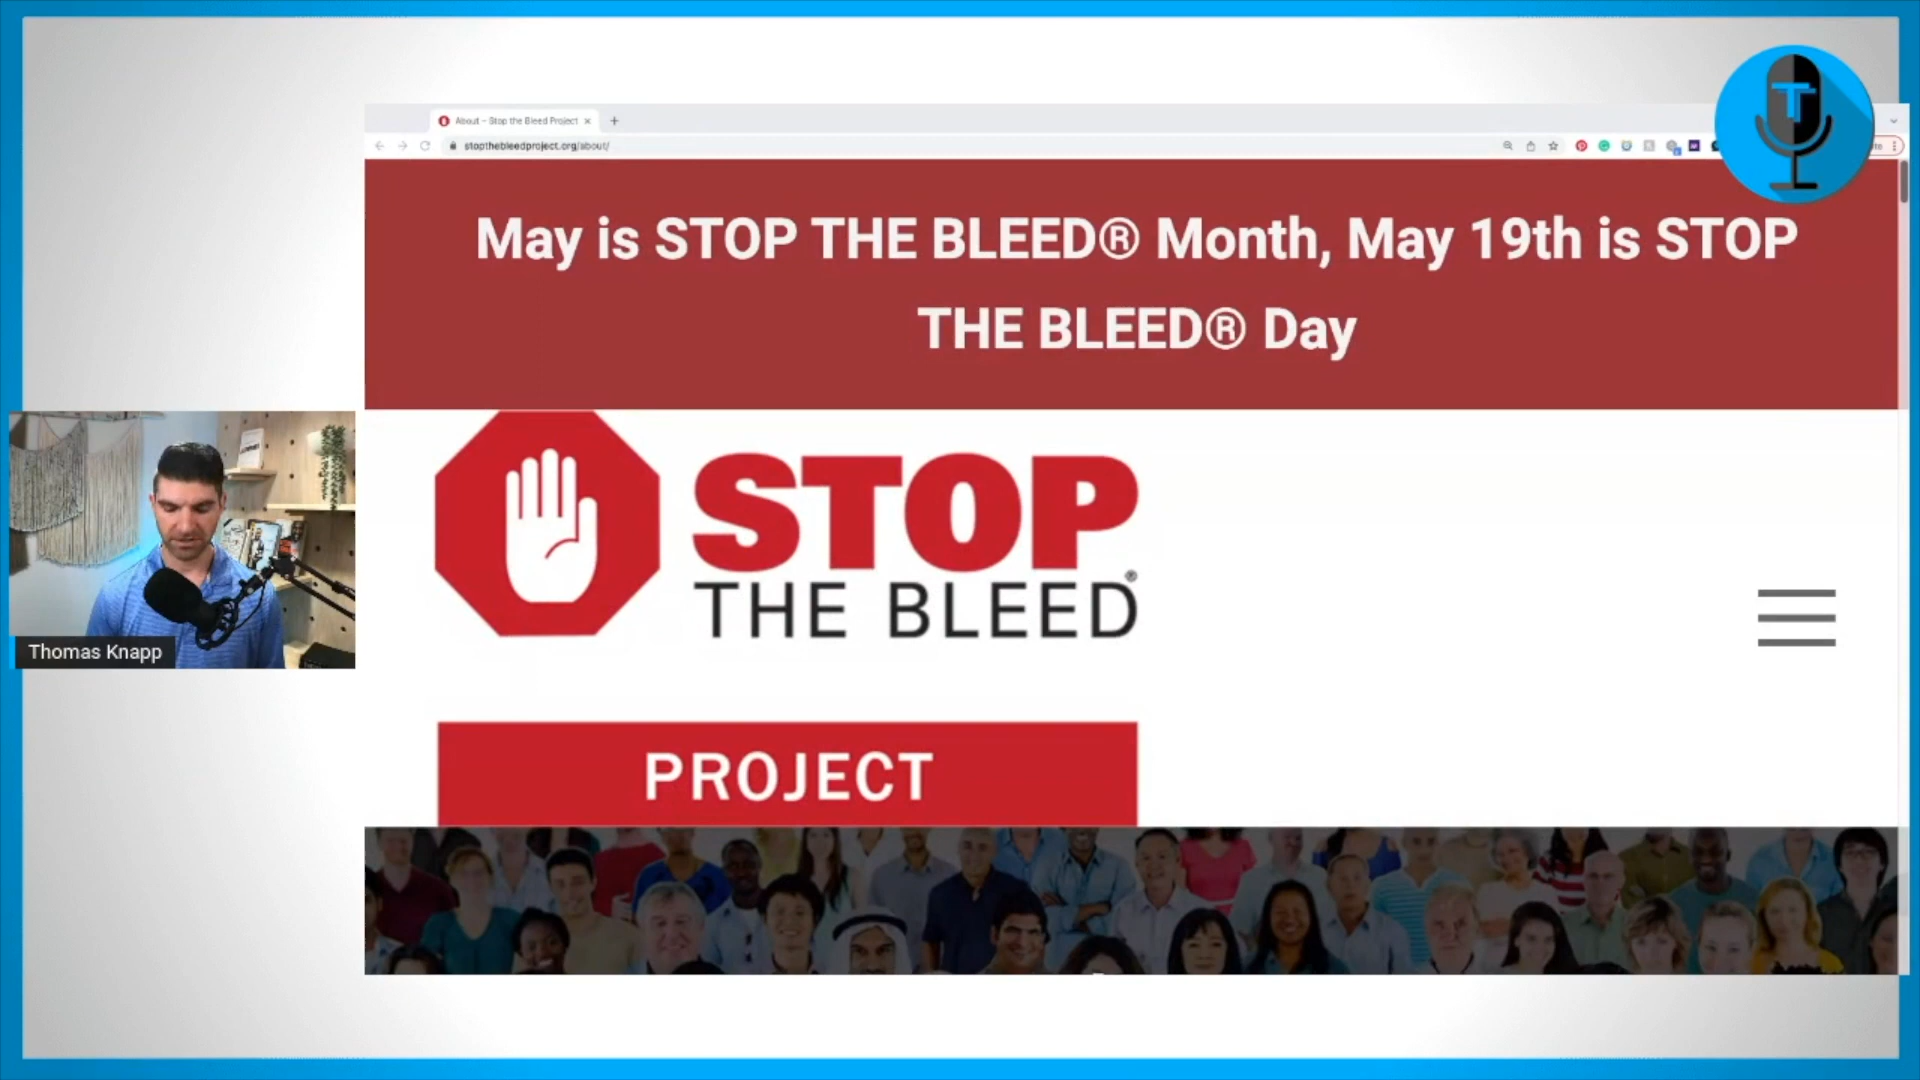 About – Stop the Bleed Project
stopthebleedproject.org/about/
May is STOP THE BLEED® Month, May 19th is STOP
THE BLEED® Day
STOP
THE BLEED®
PROJECT
Thomas Knapp
T